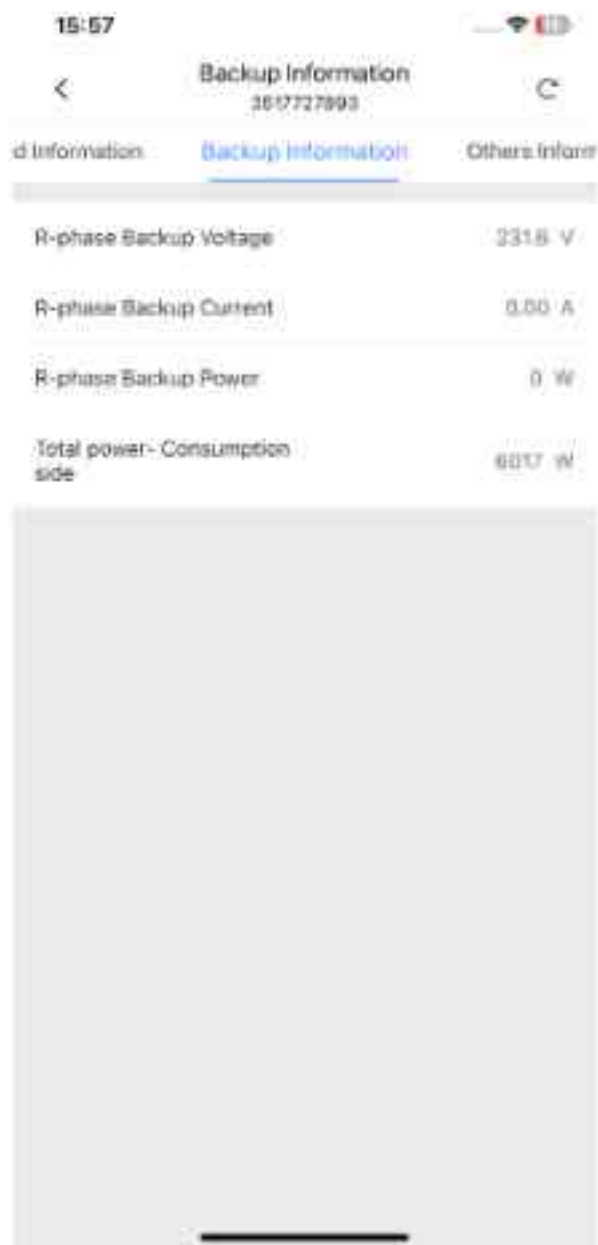 15:57
Backup Information
3617727893
d Information
Backup Information
Others Inform
R-phase Backup Voltage
231.6 V
R-phase Backup Current
0.00 A
R-phase Backup Power
0 W
Total power- Consumption
side
6017 W